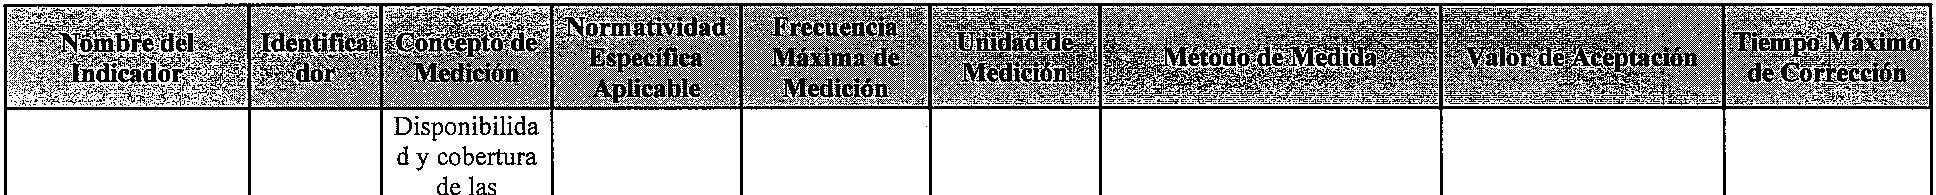 Nombre del
Indicador
Identifica
dor
Concepto de
Medición
Normatividad
Específica
Aplicable
Frecuencia
Máxima de
Medición
Unidad de
Medición
Método de Medida
Valor de Aceptación
Tiempo Máximo
de Corrección
Disponibilida
d y cobertura
de las